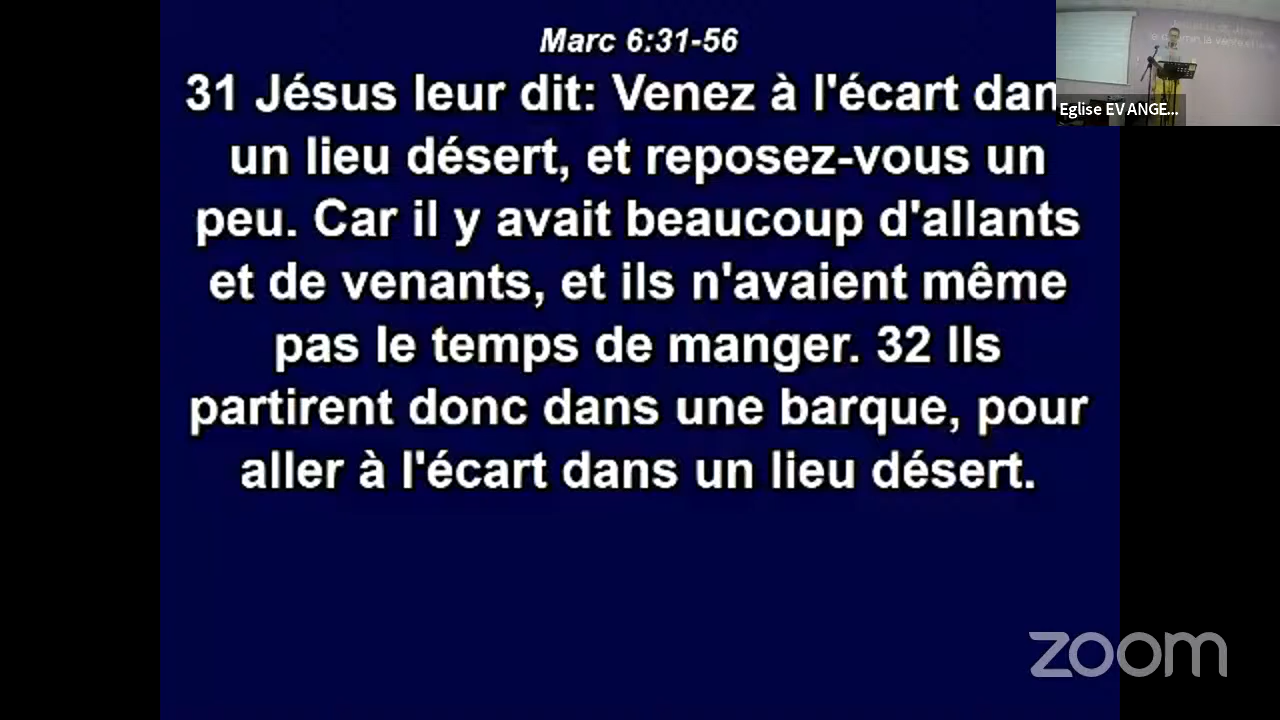 Marc 6:31-56
31 Jésus leur dit: Venez à l'écart dan
un lieu désert, et reposez-vous un
peu. Car il y avait beaucoup d'allants
et de venants, et ils n'avaient même
pas le temps de manger. 32 Ils
partirent donc dans une barque, pour
aller à l'écart dans un lieu désert.
Eglise EVANGE...
zoom